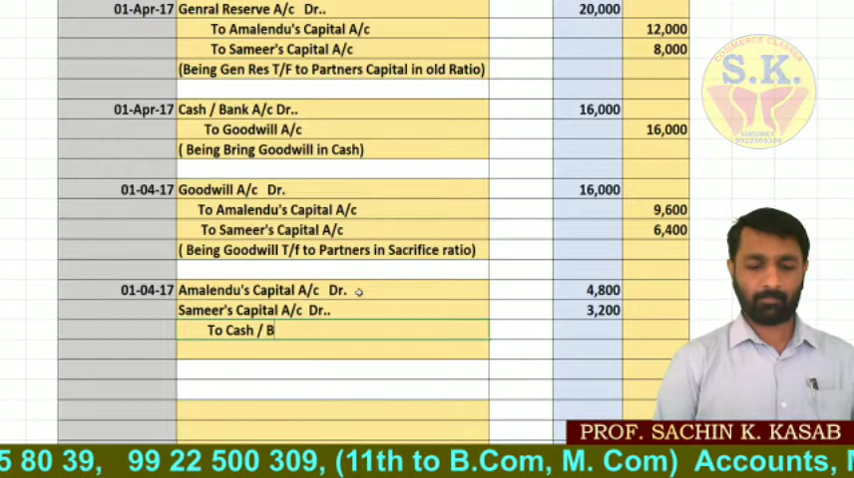 01-Apr-17 Genral Reserve A/c Dr.. 20,000
To Amalendu's Capital A/c 12,000
To Sameer's Capital A/c 8,000
(Being Gen Res T/F to Partners Capital in old Ratio)
01-Apr-17 Cash / Bank A/c Dr.. 16,000
To Goodwill A/c 16,000
( Being Bring Goodwill in Cash)
01-04-17 Goodwill A/c Dr. 16,000
To Amalendu's Capital A/c 9,600
To Sameer's Capital A/c 6,400
( Being Goodwill T/f to Partners in Sacrifice ratio)
01-04-17 Amalendu's Capital A/c Dr. 4,800
Sameer's Capital A/c Dr.. 3,200
To Cash / B
COMMERCE CLASSES
S.K.
9922500309
PROF. SACHIN K. KASAB
5 80 39, 99 22 500 309, (11th to B.Com, M. Com) Accounts, M